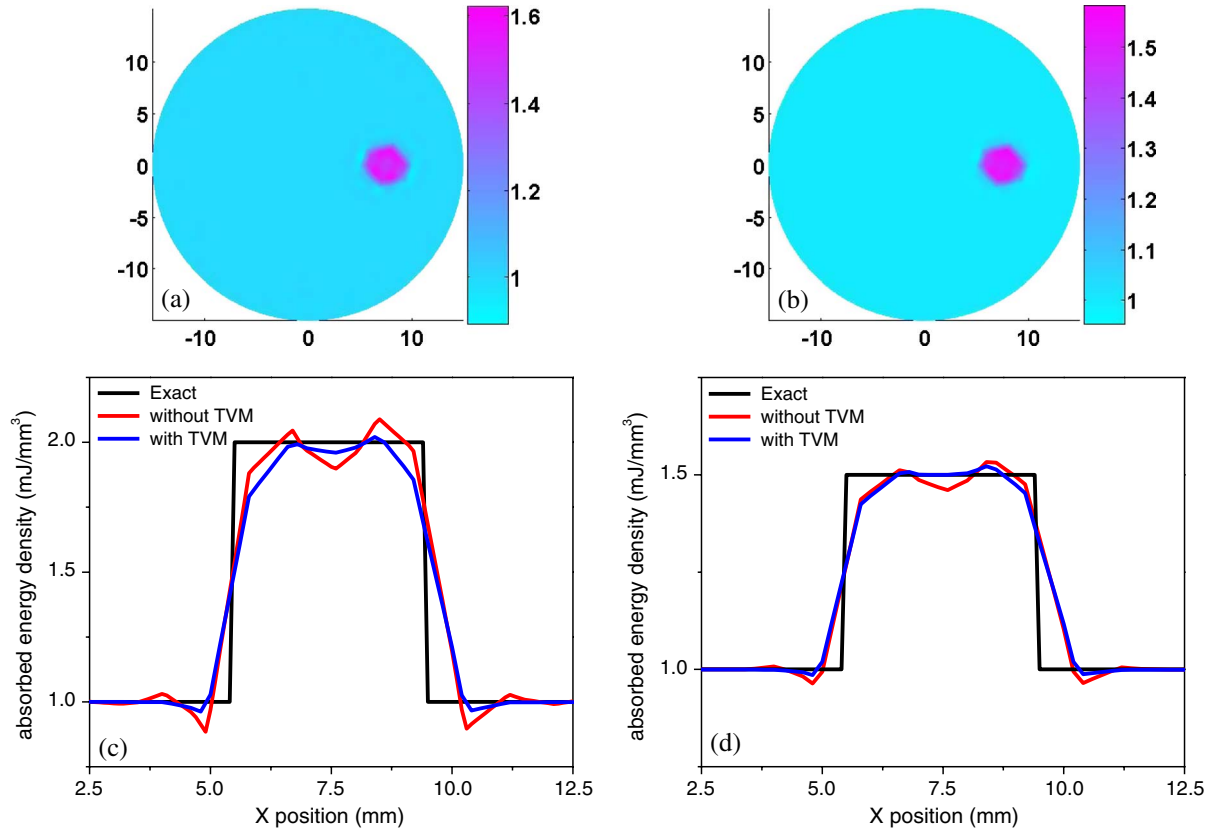 15
10
5
0
-5
-10
-10 0 10
(a)
1.6
1.4
1.2
1
10
5
0
-5
-10
-10 0 10
(b)
1.5
1.4
1.3
1.2
1.1
1
Exact
without TVM
with TVM
absorbed energy density (mJ/mm³)
2.0
1.5
1.0
(c)
2.5 5.0 7.5 10.0 12.5
X position (mm)
Exact
without TVM
with TVM
absorbed energy density (mJ/mm³)
1.5
1.0
(d)
2.5 5.0 7.5 10.0 12.5
X position (mm)